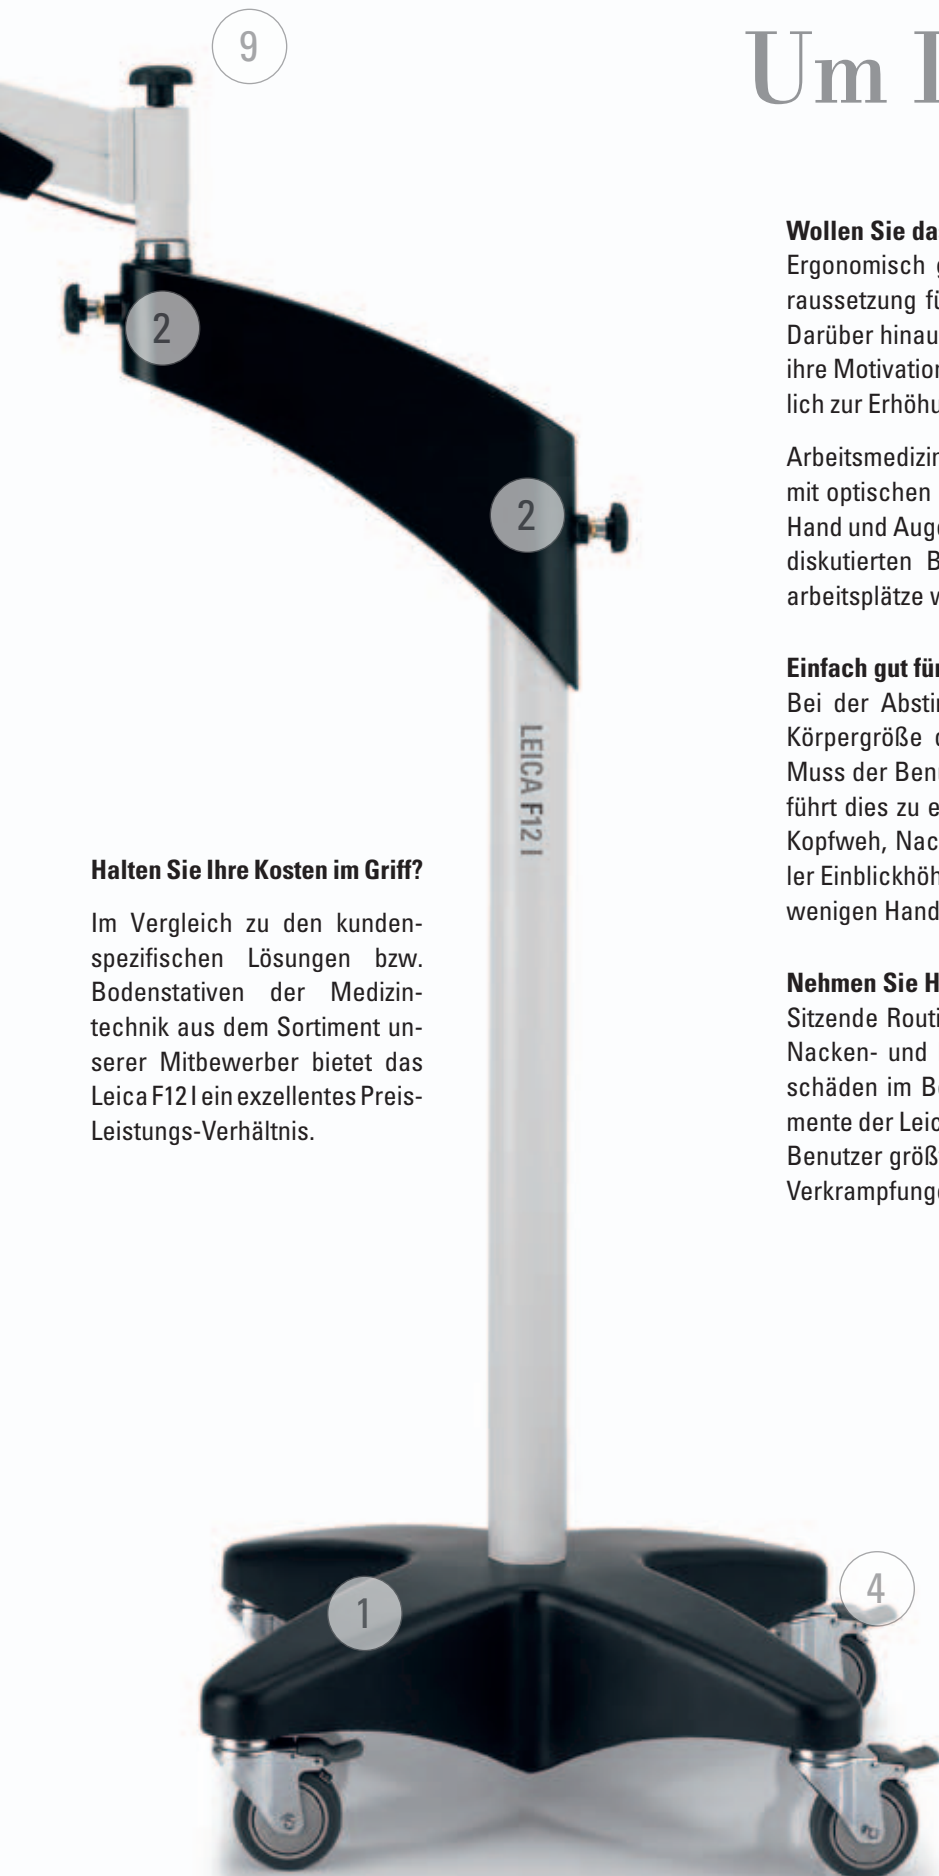 9
Um I
2
2
LEICA F12 I
Halten Sie Ihre Kosten im Griff?
Im Vergleich zu den kunden-
spezifischen Lösungen bzw.
Bodenstativen der Medizin-
technik aus dem Sortiment un-
serer Mitbewerber bietet das
Leica F12 I ein exzellentes Preis-
Leistungs-Verhältnis.
Wollen Sie da
Ergonomisch g
raussetzung fü
Darüber hinau
ihre Motivation
lich zur Erhöhu
Arbeitsmedizin
mit optischen
Hand und Auge
diskutierten B
arbeitsplätze v
Einfach gut für
Bei der Abstin
Körpergröße d
Muss der Benu
führt dies zu e
Kopfweh, Nac
ler Einblickhöh
wenigen Hand
Nehmen Sie H
Sitzende Routi
Nacken- und
schäden im Be
mente der Leic
Benutzer größ
Verkrampfunge
1
4